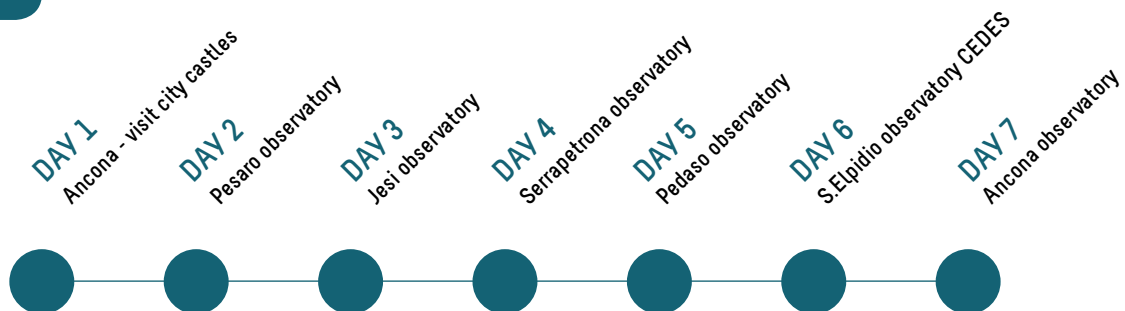 DAY 1
Ancona - visit city castles
DAY 2
Pesaro observatory
DAY 3
Jesi observatory
DAY 4
Serrapetrona observatory
DAY 5
Pedaso observatory
DAY 6
S.Elpidio observatory CEDES
DAY 7
Ancona observatory